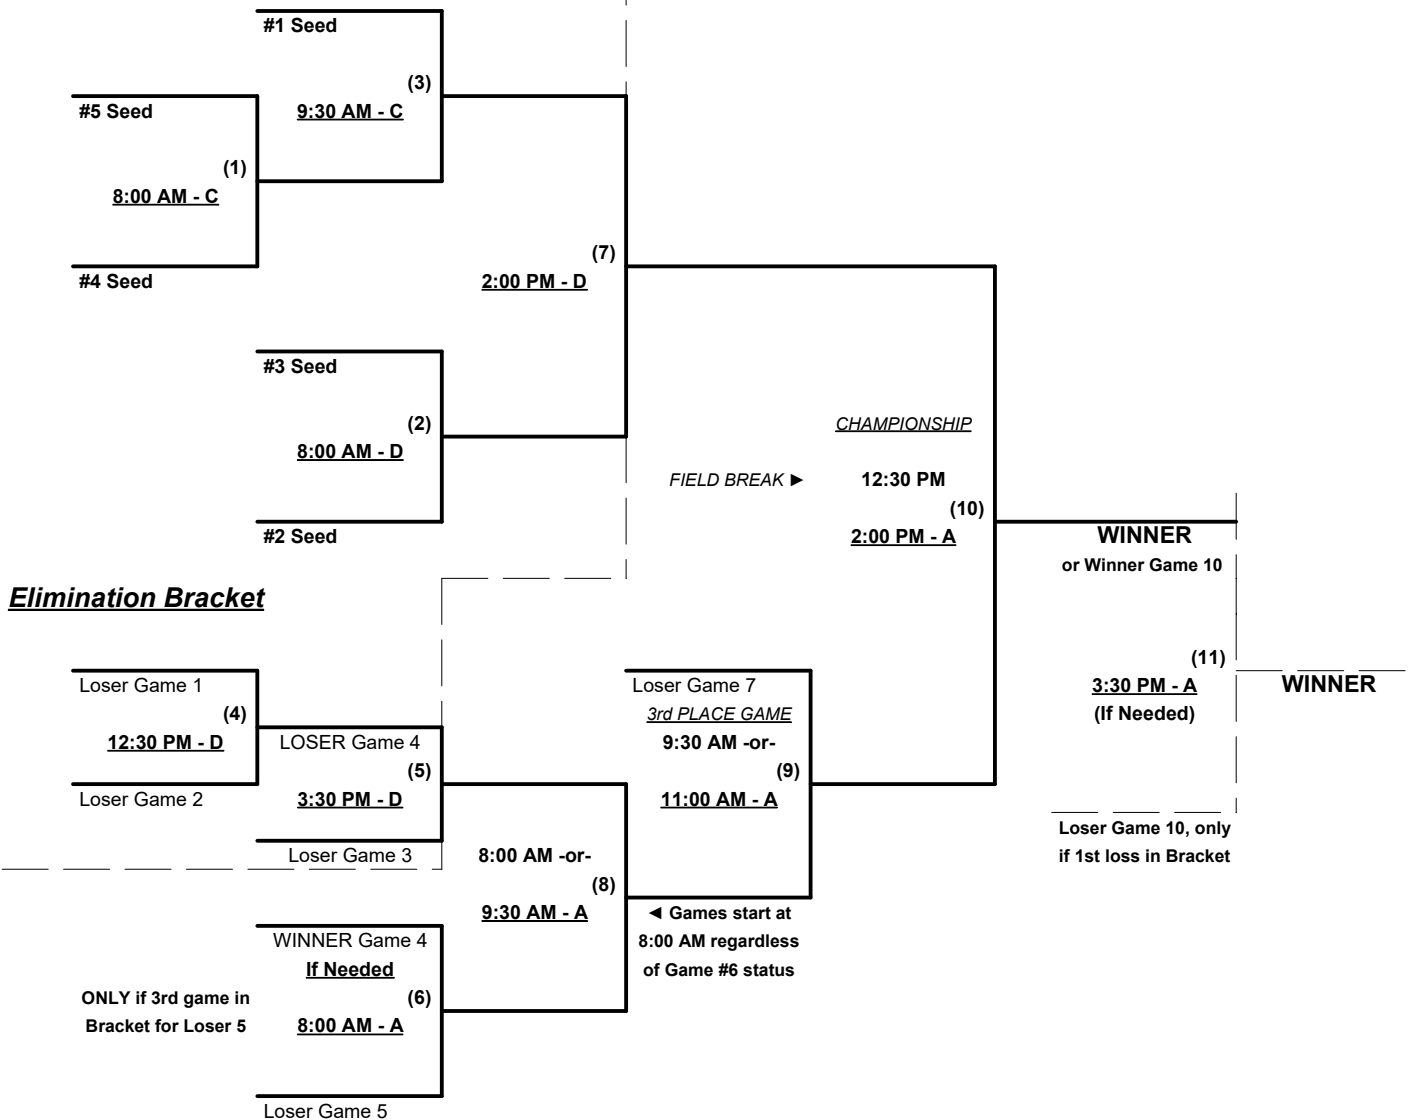 #1 Seed
(3)
9:30 AM - C
#5 Seed
(1)
8:00 AM - C
#4 Seed
(7)
2:00 PM - D
#3 Seed
(2)
8:00 AM - D
#2 Seed
CHAMPIONSHIP
FIELD BREAK ► 12:30 PM
(10)
2:00 PM - A
WINNER
or Winner Game 10
Elimination Bracket
Loser Game 1
(4)
12:30 PM - D
Loser Game 2
LOSER Game 4
(5)
3:30 PM - D
Loser Game 3
Loser Game 7
3rd PLACE GAME
9:30 AM -or-
(9)
11:00 AM - A
(11)
3:30 PM - A
(If Needed)
WINNER
Loser Game 10, only
if 1st loss in Bracket
8:00 AM -or-
(8)
9:30 AM - A
◄ Games start at
8:00 AM regardless
of Game #6 status
WINNER Game 4
If Needed
(6)
8:00 AM - A
ONLY if 3rd game in
Bracket for Loser 5
Loser Game 5